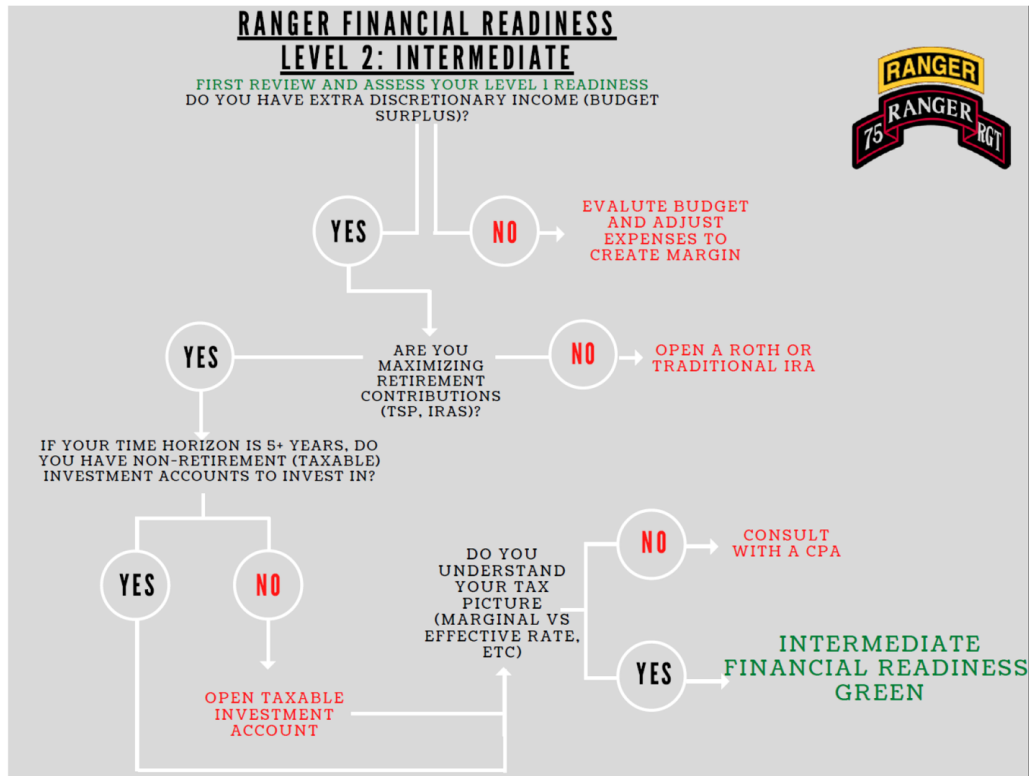 RANGER FINANCIAL READINESS
LEVEL 2: INTERMEDIATE
FIRST REVIEW AND ASSESS YOUR LEVEL 1 READINESS
DO YOU HAVE EXTRA DISCRETIONARY INCOME (BUDGET
SURPLUS)?
RANGER
75 RANGER RGT
YES
NO
EVALUTE BUDGET
AND ADJUST
EXPENSES TO
CREATE MARGIN
YES
ARE YOU
MAXIMIZING
RETIREMENT
CONTRIBUTIONS
(TSP, IRAS)?
NO
OPEN A ROTH OR
TRADITIONAL IRA
IF YOUR TIME HORIZON IS 5+ YEARS, DO
YOU HAVE NON-RETIREMENT (TAXABLE)
INVESTMENT ACCOUNTS TO INVEST IN?
YES
NO
OPEN TAXABLE
INVESTMENT
ACCOUNT
DO YOU
UNDERSTAND
YOUR TAX
PICTURE
(MARGINAL VS
EFFECTIVE RATE,
ETC)
NO
CONSULT
WITH A CPA
YES
INTERMEDIATE
FINANCIAL READINESS
GREEN